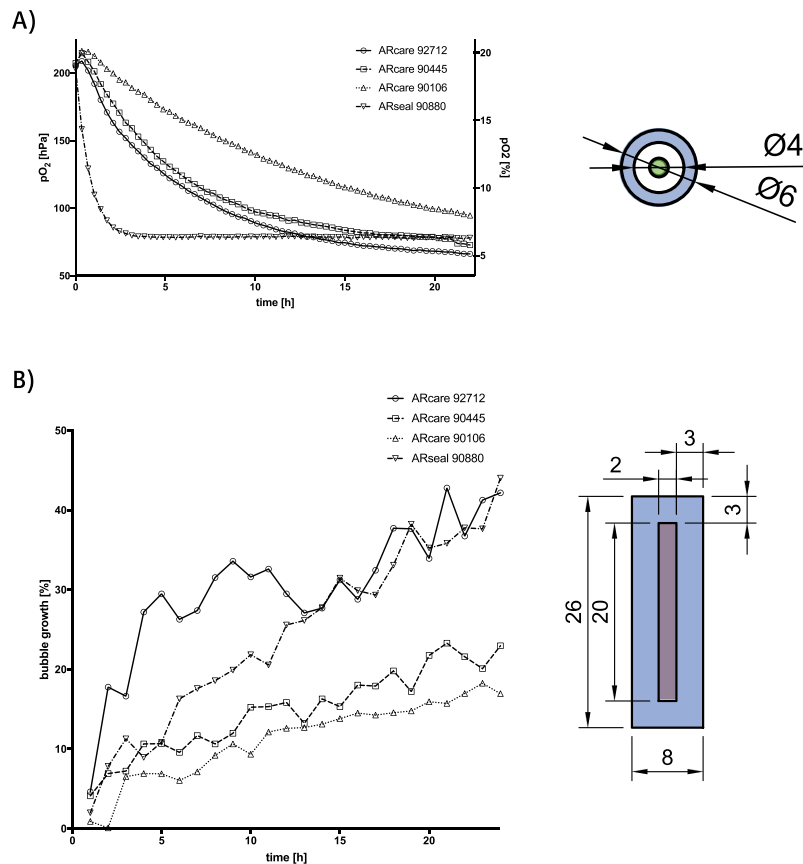 A)
ARcare 92712
ARcare 90445
ARcare 90106
ARseal 90880
200
150
100
50
pO2 [hPa]
20
15
10
5
pO2 [%]
0
5
10
15
20
time [h]
Ø4
Ø6
B)
ARcare 92712
ARcare 90445
ARcare 90106
ARseal 90880
50
40
30
20
10
0
bubble growth [%]
0
5
10
15
20
time [h]
3
2
3
26
20
8